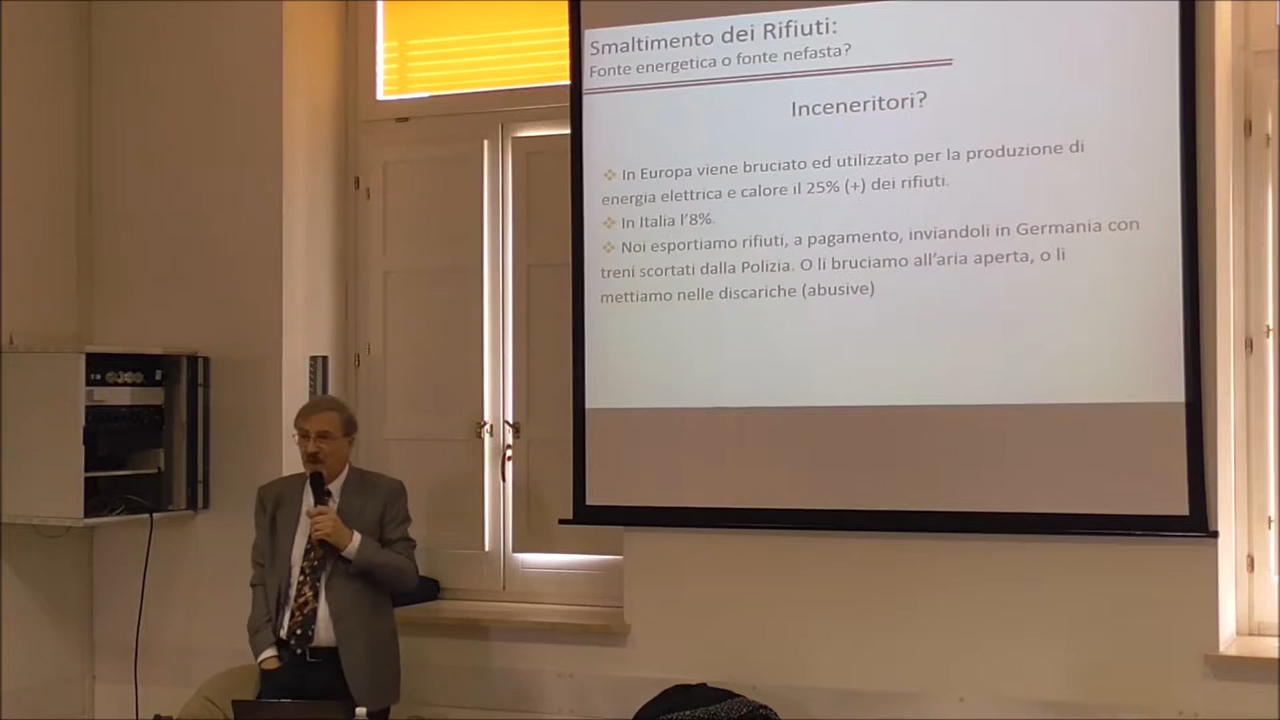 Smaltimento dei Rifiuti:
Fonte energetica o fonte nefasta?
Inceneritori?
In Europa viene bruciato ed utilizzato per la produzione di
energia elettrica e calore il 25% (+) dei rifiuti.
In Italia l'8%.
Noi esportiamo rifiuti, a pagamento, inviandoli in Germania con
treni scortati dalla Polizia. O li bruciamo all'aria aperta, o li
mettiamo nelle discariche (abusive)